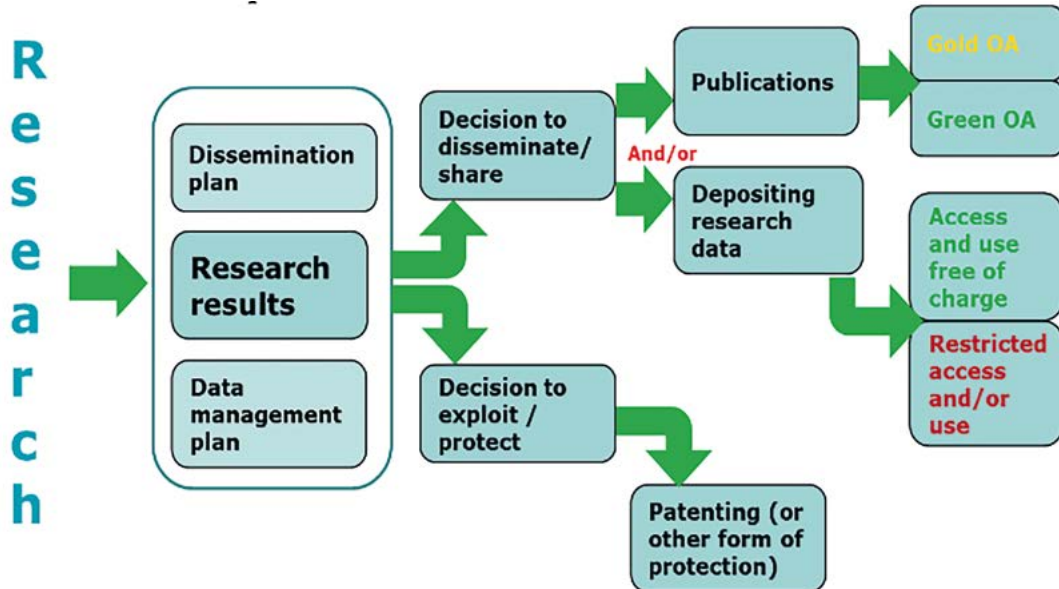 Research
Dissemination
plan
Research
results
Data
management
plan
Decision to
disseminate/
share
And/or
Decision to
exploit /
protect
Publications
Depositing
research
data
Patenting (or
other form of
protection)
Gold OA
Green OA
Access
and use
free of
charge
Restricted
access
and/or
use